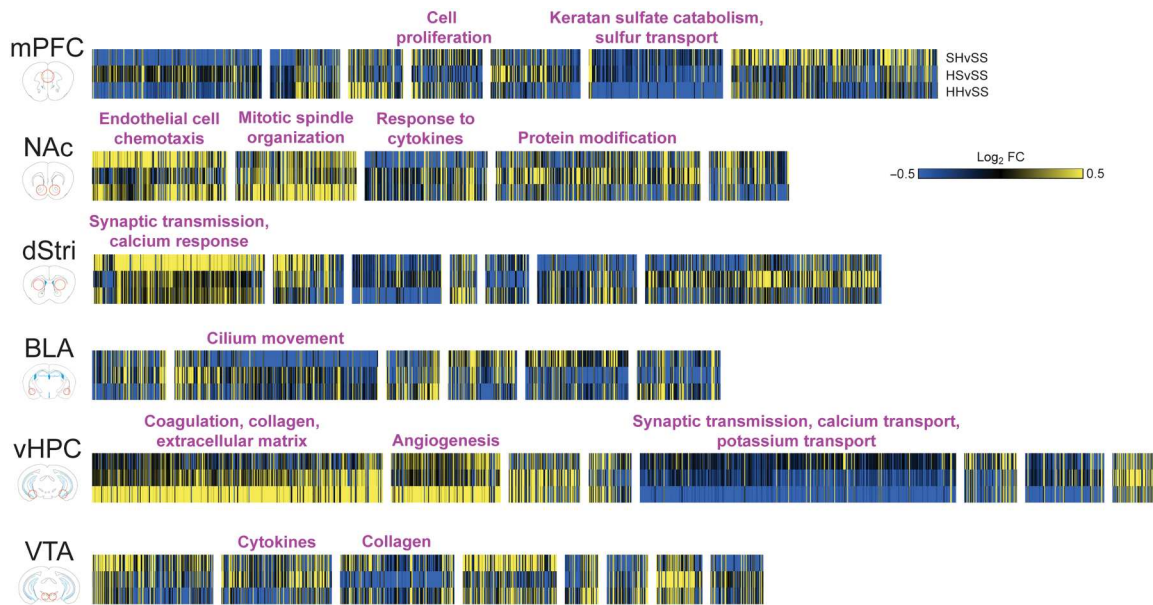 mPFC
Cell
proliferation
Keratan sulfate catabolism,
sulfur transport
SHvSS
HSvSS
HHvSS
NAc
Endothelial cell
chemotaxis
Mitotic spindle
organization
Response to
cytokines
Protein modification
Log2 FC
−0.5
0.5
dStri
Synaptic transmission,
calcium response
BLA
Cilium movement
vHPC
Coagulation, collagen,
extracellular matrix
Angiogenesis
Synaptic transmission, calcium transport,
potassium transport
VTA
Cytokines
Collagen